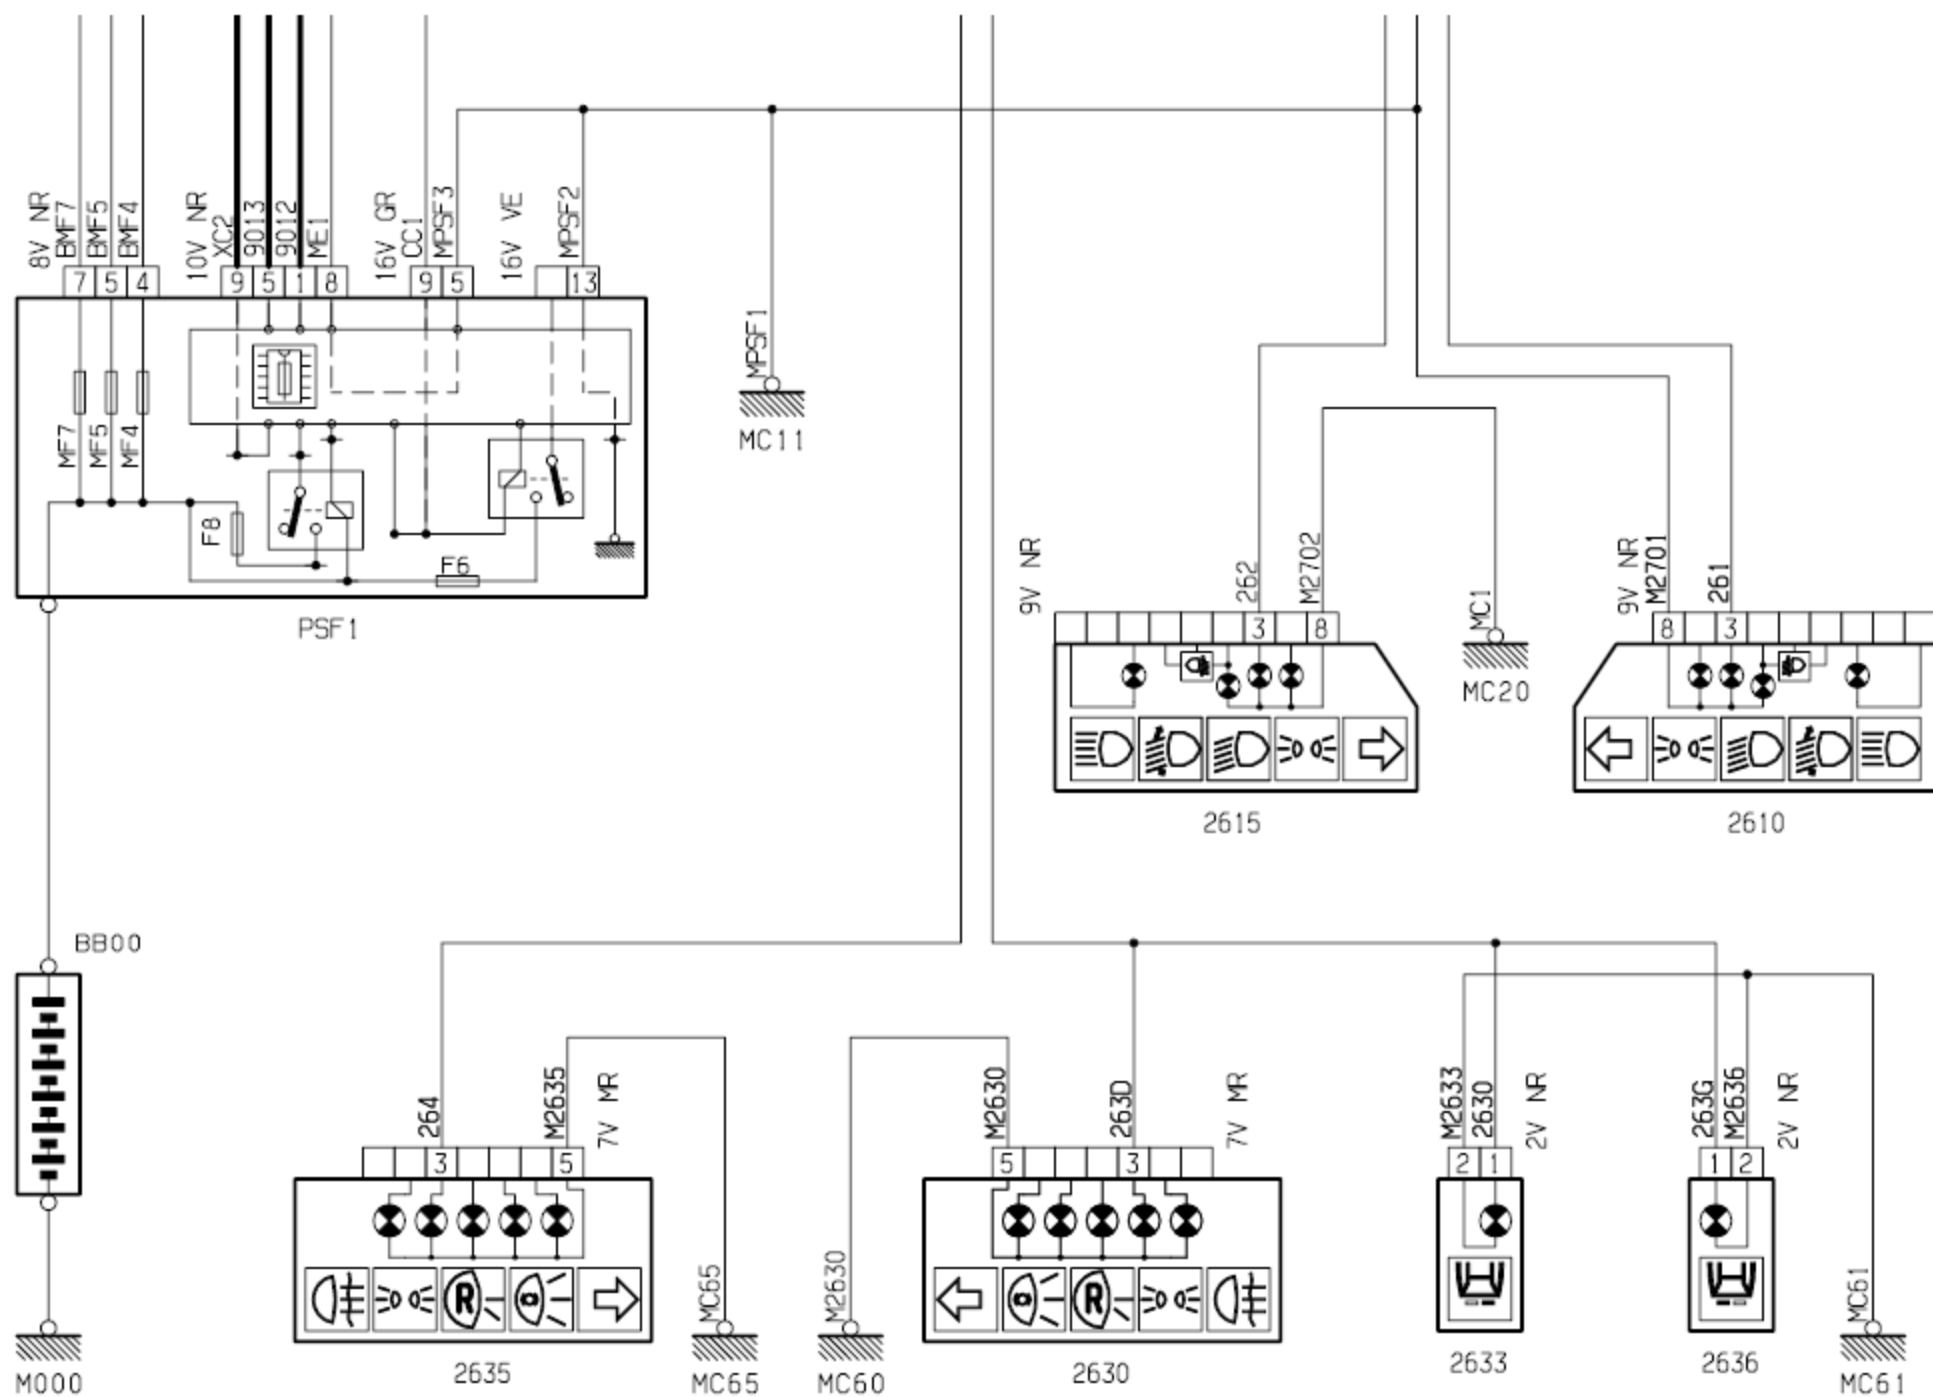 8V NR
BMF7
BMF5
BMF4
10V NR
XC2
9013
9012
ME1
16V GR
CC1
MPSF3
16V VE
MPSF2
7 5 4
9 5 1 8
9 5
13
MF7
MF5
MF4
F8
F6
PSF1
MPSF1
MC11
9V NR
262
M2702
3 8
2615
MC1
MC20
9V NR
M2701
261
8 3
2610
BB00
M000
264
M2635
7V MR
3 5
R
2635
MC65
MC65
M2630
MC60
M2630
263D
7V MR
5 3
R
2630
M2633
2630
2V NR
2 1
2633
263G
M2636
2V NR
1 2
2636
MC61
MC61